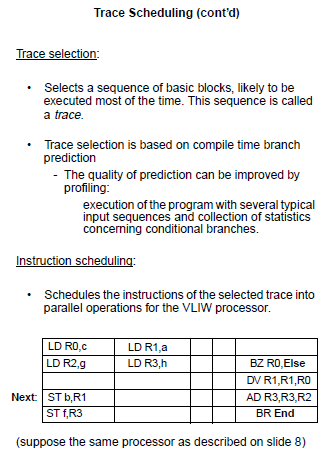 Trace Scheduling (cont'd)
Trace selection:
• Selects a sequence of basic blocks, likely to be
executed most of the time. This sequence is called
a trace.
• Trace selection is based on compile time branch
prediction
- The quality of prediction can be improved by
profiling:
execution of the program with several typical
input sequences and collection of statistics
concerning conditional branches.
Instruction scheduling:
• Schedules the instructions of the selected trace into
parallel operations for the VLIW processor.
LD R0,c LD R1,a
LD R2,g LD R3,h BZ R0,Else
DV R1,R1,R0
Next: ST b,R1 AD R3,R3,R2
ST f,R3 BR End
(suppose the same processor as described on slide 8)